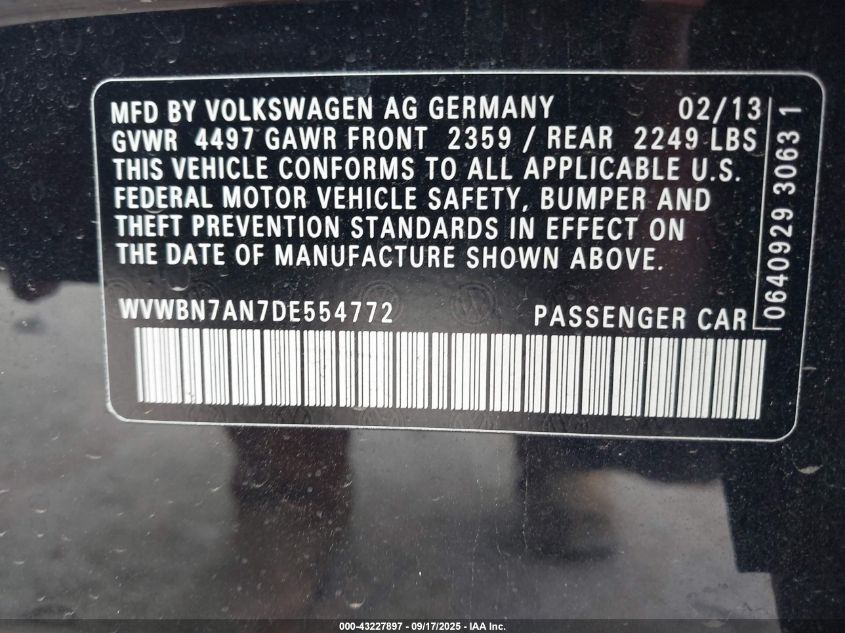 MFD BY VOLKSWAGEN AG GERMANY 02/13
GVWR 4497 GAWR FRONT 2359 / REAR 2249 LBS
THIS VEHICLE CONFORMS TO ALL APPLICABLE U.S.
FEDERAL MOTOR VEHICLE SAFETY, BUMPER AND
THEFT PREVENTION STANDARDS IN EFFECT ON
THE DATE OF MANUFACTURE SHOWN ABOVE.
WVWBN7AN7DE554772 PASSENGER CAR
0640929 3063 1
000-43227897 - 09/17/2025 - IAA Inc.